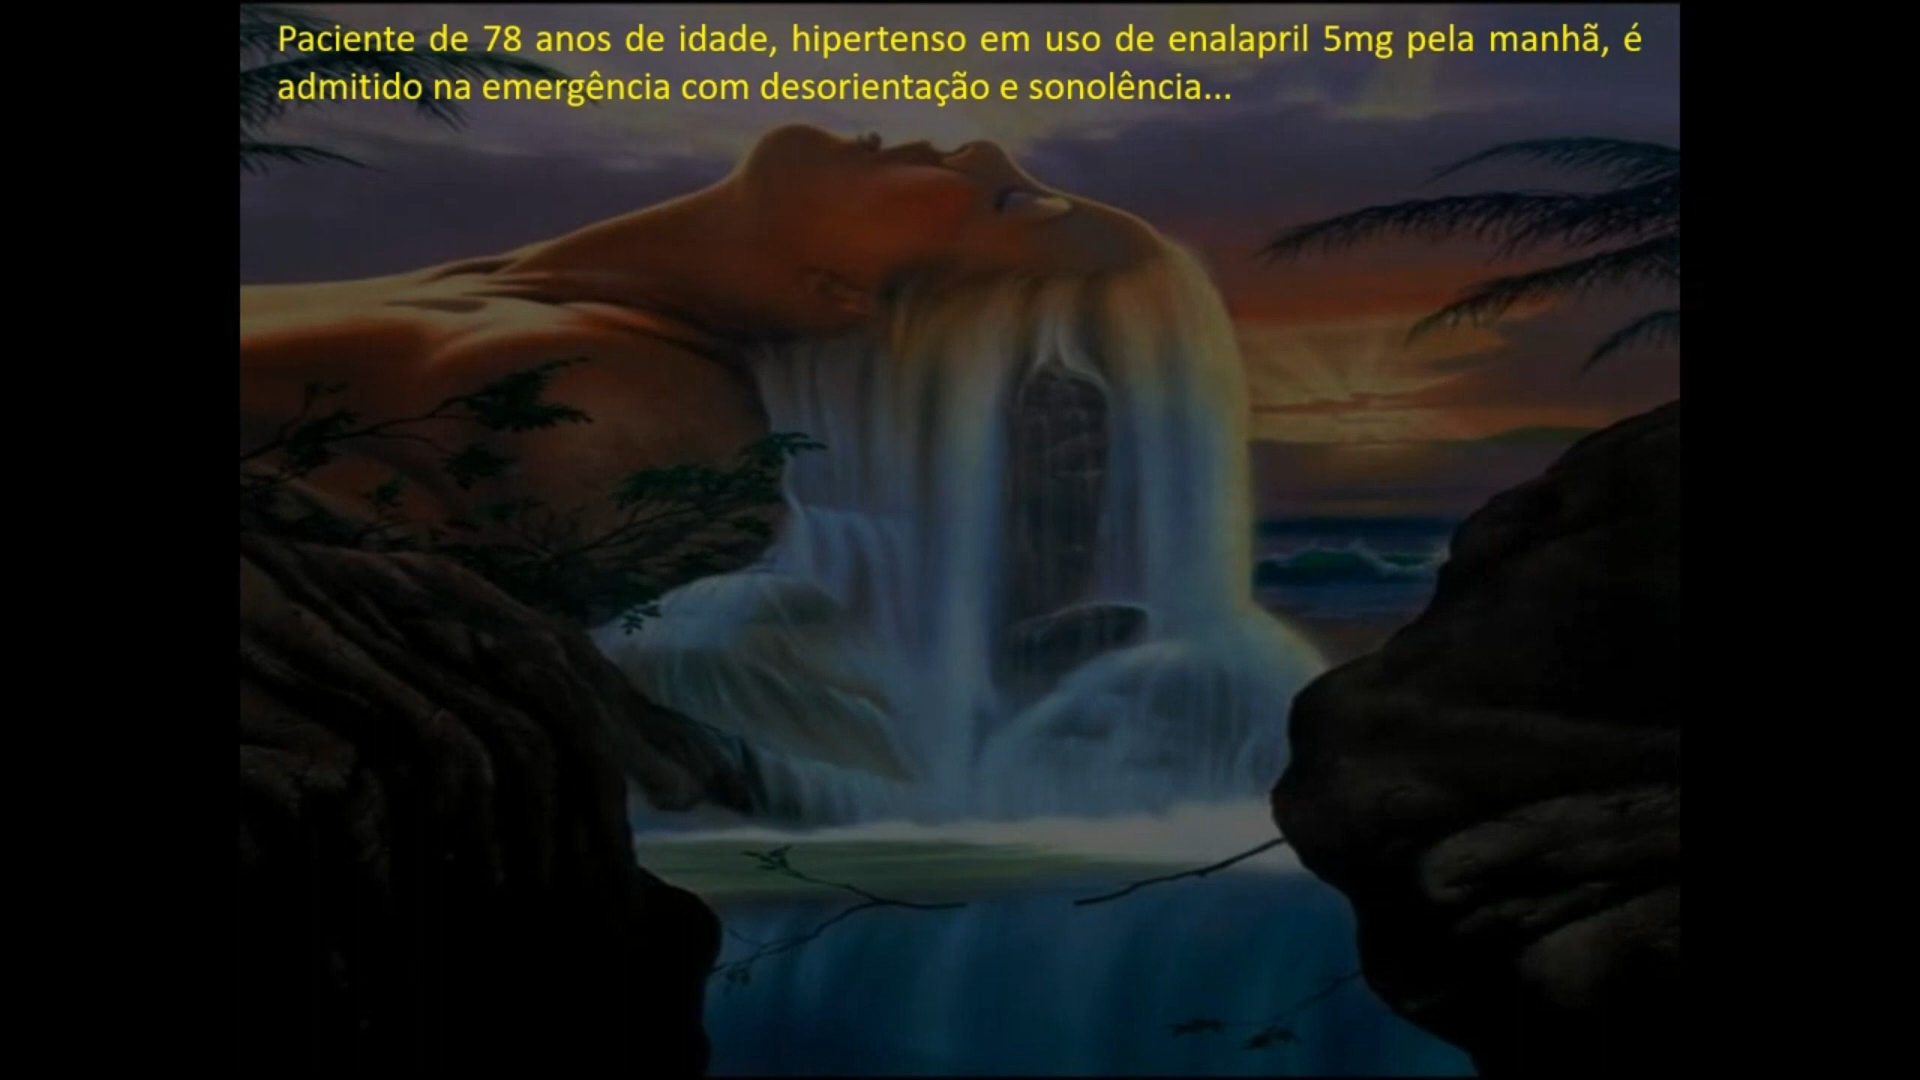 Paciente de 78 anos de idade, hipertenso em uso de enalapril 5mg pela manhã, é
admitido na emergência com desorientação e sonolência...